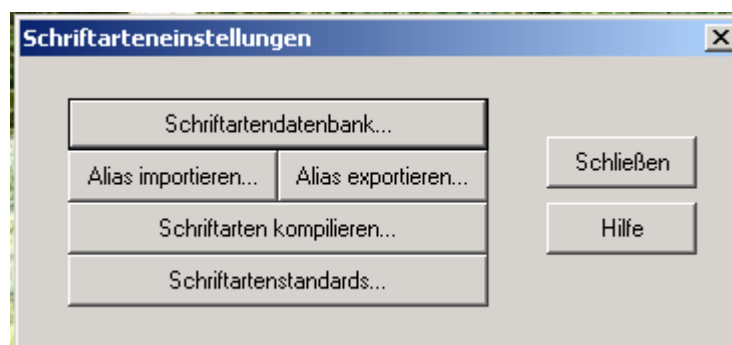 Schriftarteneinstellungen
Schriftartendatenbank...
Alias importieren... Alias exportieren...
Schriftarten kompilieren...
Schriftartenstandards...
Schließen
Hilfe